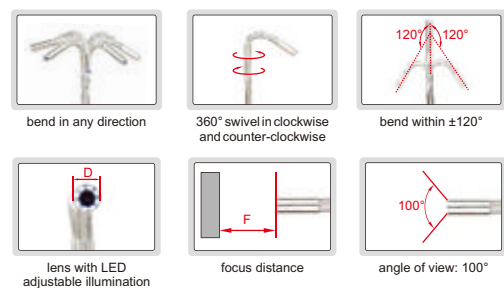 120° 120°
bend in any direction
360° swivel in clockwise
and counter-clockwise
bend within ±120°
D
F
100°
lens with LED
adjustable illumination
focus distance
angle of view: 100°